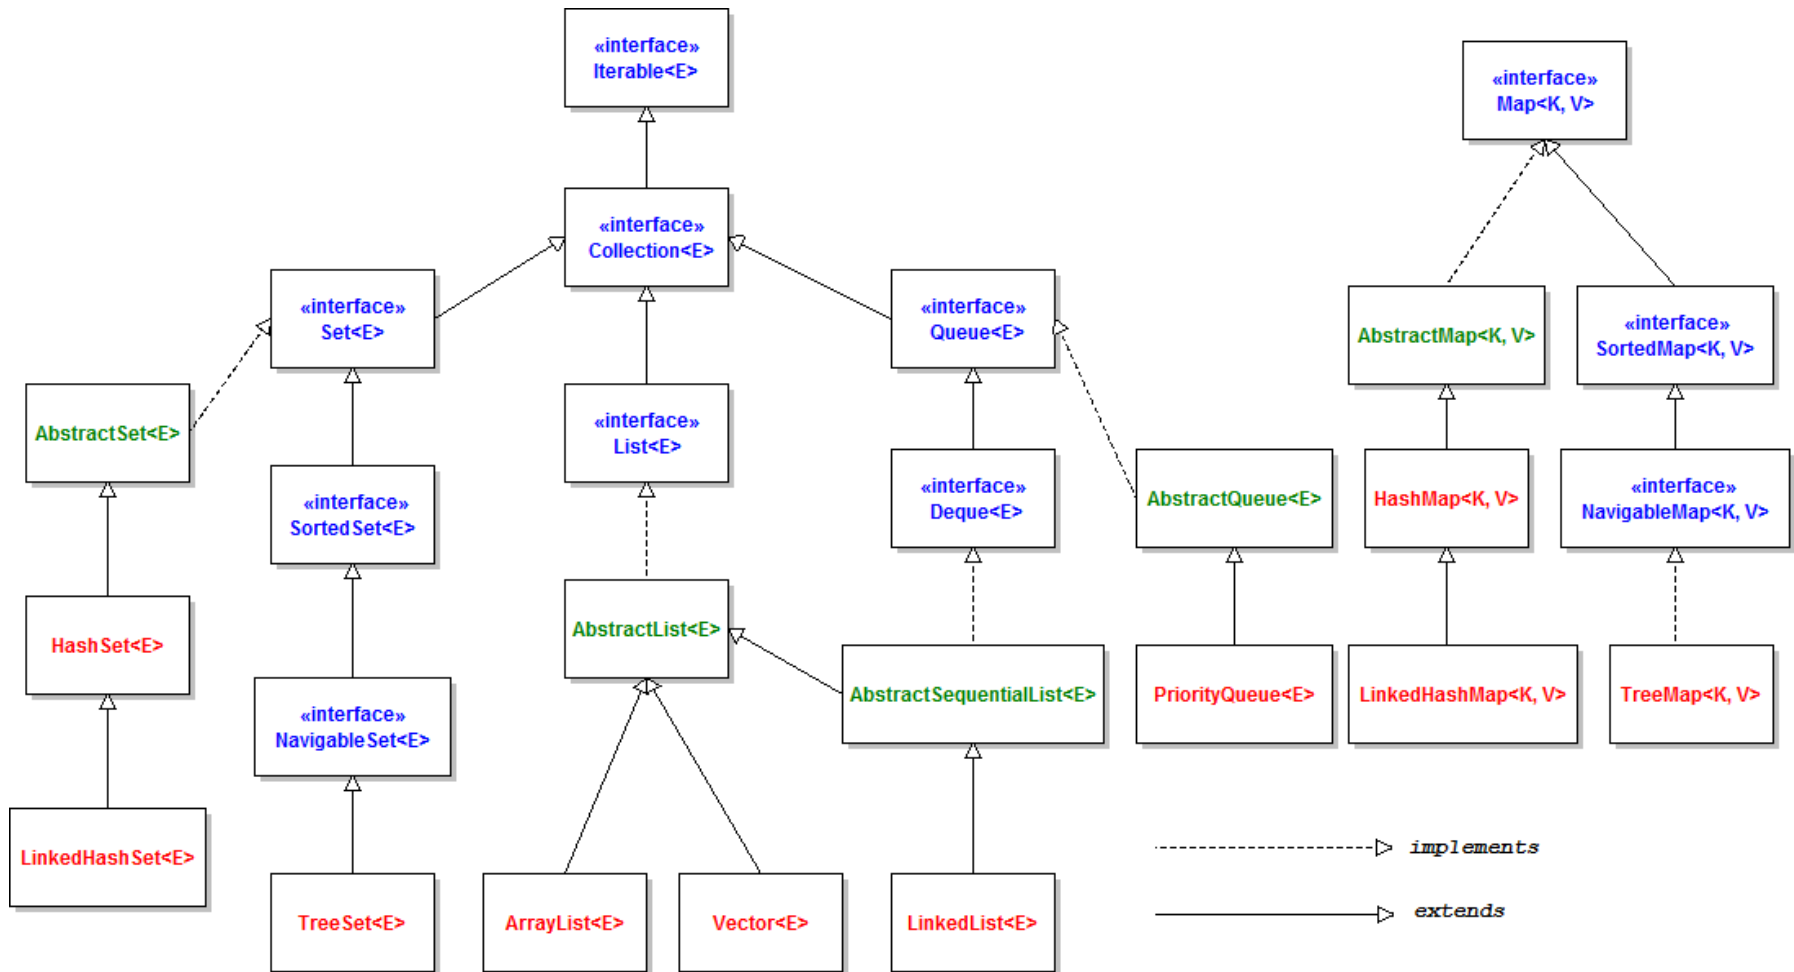 «interface»
Iterable<E>
«interface»
Map<K, V>
«interface»
Collection<E>
«interface»
Set<E>
«interface»
Queue<E>
AbstractMap<K, V>
«interface»
SortedMap<K, V>
AbstractSet<E>
«interface»
List<E>
«interface»
SortedSet<E>
«interface»
Deque<E>
AbstractQueue<E>
HashMap<K, V>
«interface»
NavigableMap<K, V>
HashSet<E>
AbstractList<E>
«interface»
NavigableSet<E>
AbstractSequentialList<E>
PriorityQueue<E>
LinkedHashMap<K, V>
TreeMap<K, V>
LinkedHashSet<E>
implements
TreeSet<E>
ArrayList<E>
Vector<E>
LinkedList<E>
extends